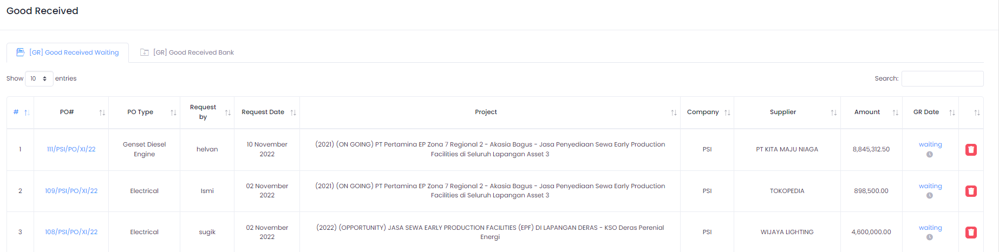 Good Received
[GR] Good Received Waiting
[GR] Good Received Bank
Show 10 entries
Search:
# PO# PO Type Request by Request Date Project Company Supplier Amount GR Date
1 111/PSI/PO/XI/22 Genset Diesel Engine helvan 10 November 2022 (2021) (ON GOING) PT Pertamina EP Zona 7 Regional 2 - Akasia Bagus - Jasa Penyediaan Sewa Early Production Facilities di Seluruh Lapangan Asset 3 PSI PT KITA MAJU NIAGA 8,845,312.50 waiting
2 109/PSI/PO/XI/22 Electrical Ismi 02 November 2022 (2021) (ON GOING) PT Pertamina EP Zona 7 Regional 2 - Akasia Bagus - Jasa Penyediaan Sewa Early Production Facilities di Seluruh Lapangan Asset 3 PSI TOKOPEDIA 898,500.00 waiting
3 108/PSI/PO/XI/22 Electrical sugik 02 November 2022 (2022) (OPPORTUNITY) JASA SEWA EARLY PRODUCTION FACILITIES (EPF) DI LAPANGAN DERAS - KSO Deras Perenial Energi PSI WIJAYA LIGHTING 4,600,000.00 waiting